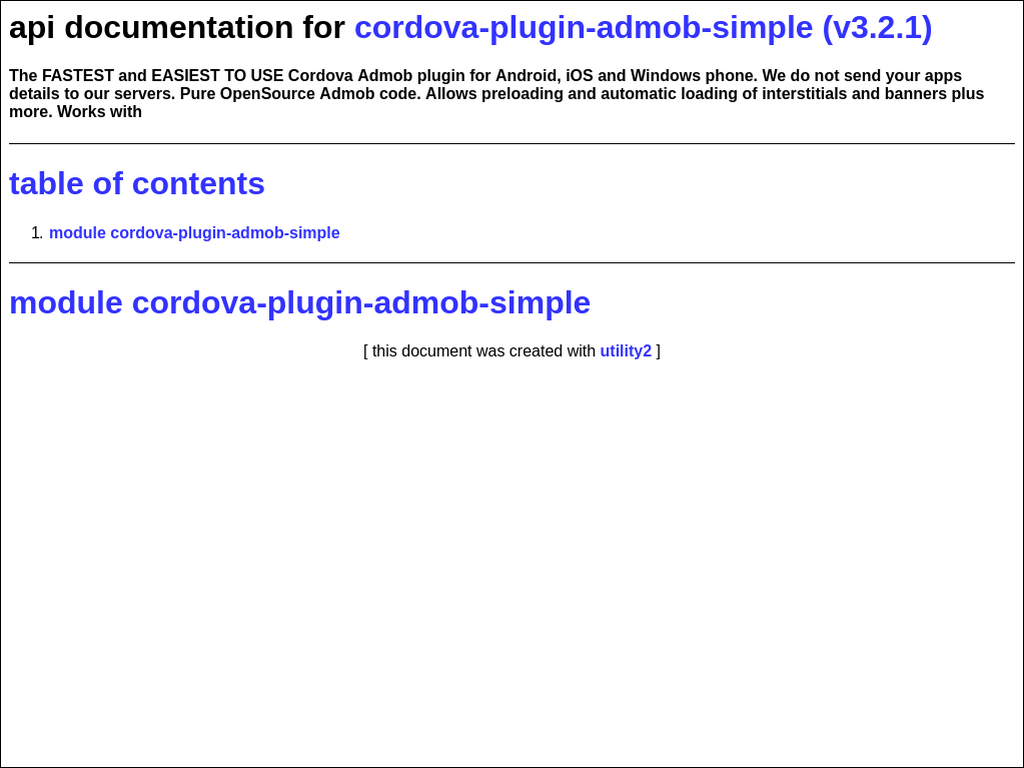 api documentation for cordova-plugin-admob-simple (v3.2.1)
The FASTEST and EASIEST TO USE Cordova Admob plugin for Android, iOS and Windows phone. We do not send your apps
details to our servers. Pure OpenSource Admob code. Allows preloading and automatic loading of interstitials and banners plus
more. Works with
table of contents
1. module cordova-plugin-admob-simple
module cordova-plugin-admob-simple
[ this document was created with utility2 ]